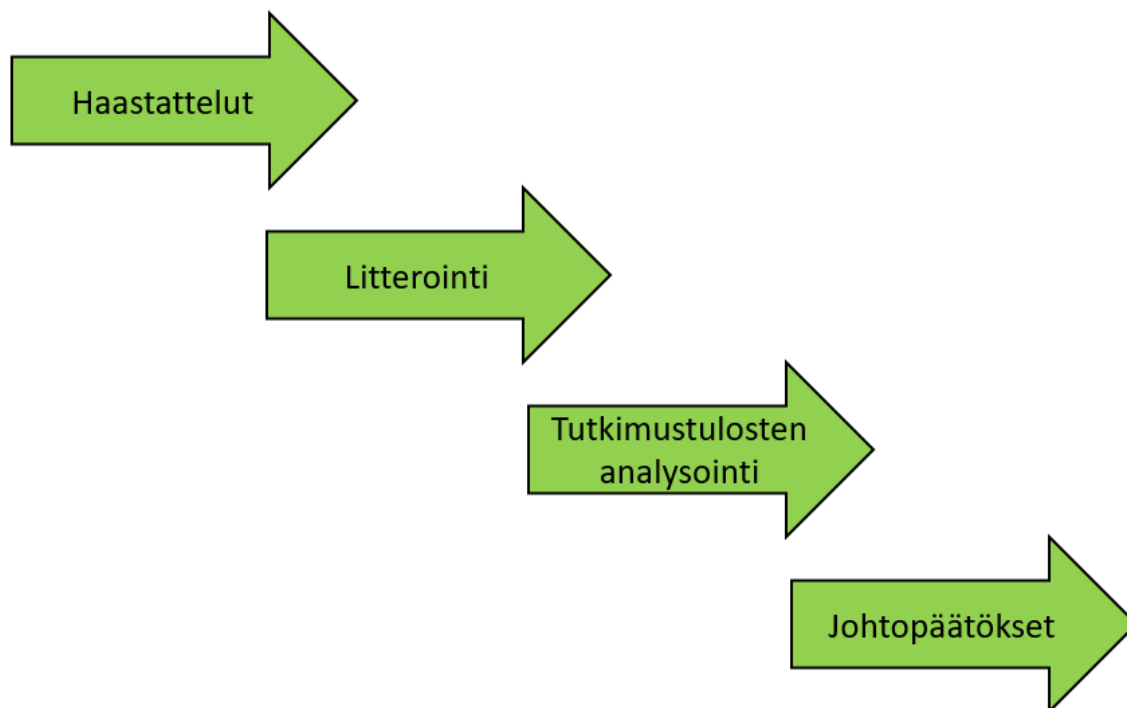 Haastattelut
Litterointi
Tutkimustulosten
analysointi
Johtopäätökset